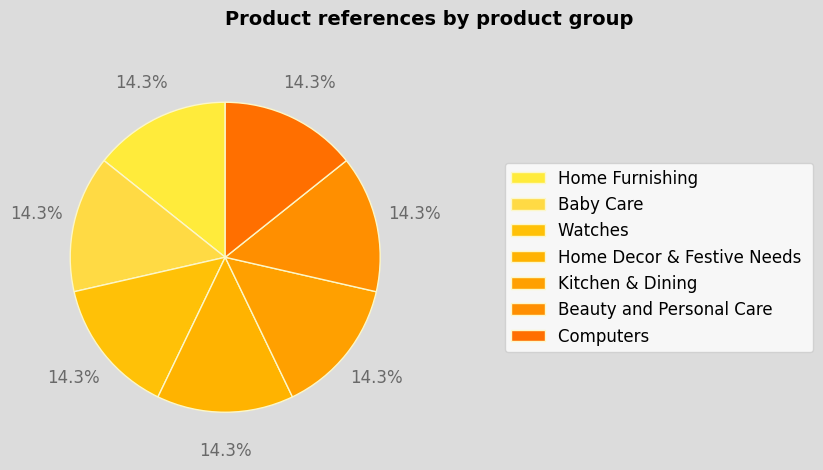 Product references by product group
14.3%
14.3%
14.3%
14.3%
14.3%
14.3%
14.3%
Home Furnishing
Baby Care
Watches
Home Decor & Festive Needs
Kitchen & Dining
Beauty and Personal Care
Computers